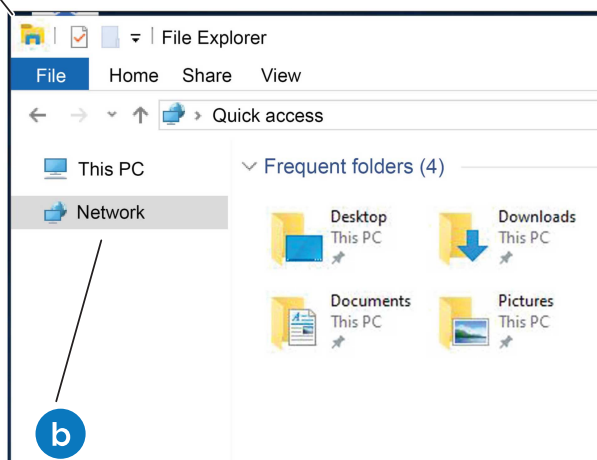 File Explorer
File Home Share View
Quick access
This PC
Network
Frequent folders (4)
Desktop
This PC
Downloads
This PC
Documents
This PC
Pictures
This PC
b